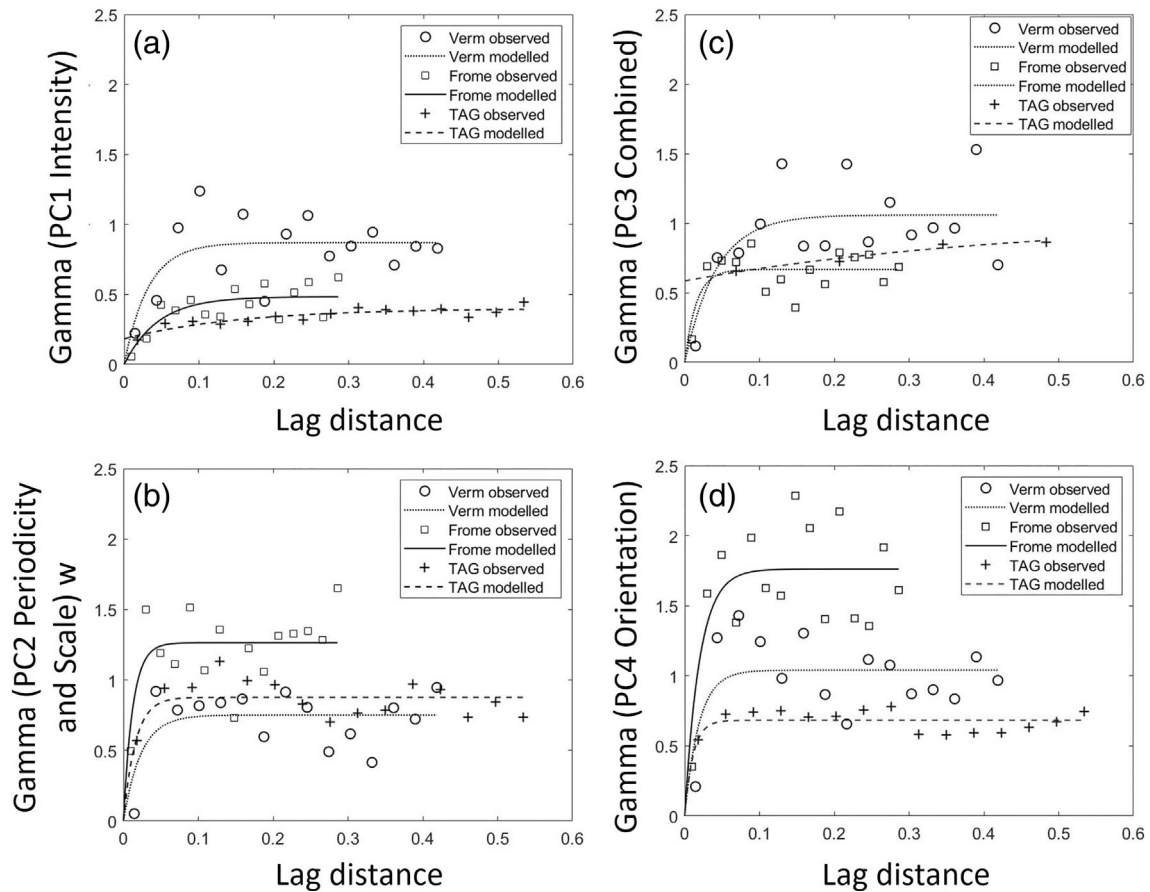 (a)
Gamma (PC1 Intensity)
2.5
2
1.5
1
0.5
0
Verm observed
Verm modelled
Frome observed
Frome modelled
TAG observed
TAG modelled
0 0.1 0.2 0.3 0.4 0.5 0.6
Lag distance
(c)
Gamma (PC3 Combined)
2.5
2
1.5
1
0.5
0
Verm observed
Verm modelled
Frome observed
Frome modelled
TAG observed
TAG modelled
0 0.1 0.2 0.3 0.4 0.5 0.6
Lag distance
(b)
Gamma (PC2 Periodicity
and Scale) w
2.5
2
1.5
1
0.5
0
Verm observed
Verm modelled
Frome observed
Frome modelled
TAG observed
TAG modelled
0 0.1 0.2 0.3 0.4 0.5 0.6
Lag distance
(d)
Gamma (PC4 Orientation)
2.5
2
1.5
1
0.5
0
Verm observed
Verm modelled
Frome observed
Frome modelled
TAG observed
TAG modelled
0 0.1 0.2 0.3 0.4 0.5 0.6
Lag distance